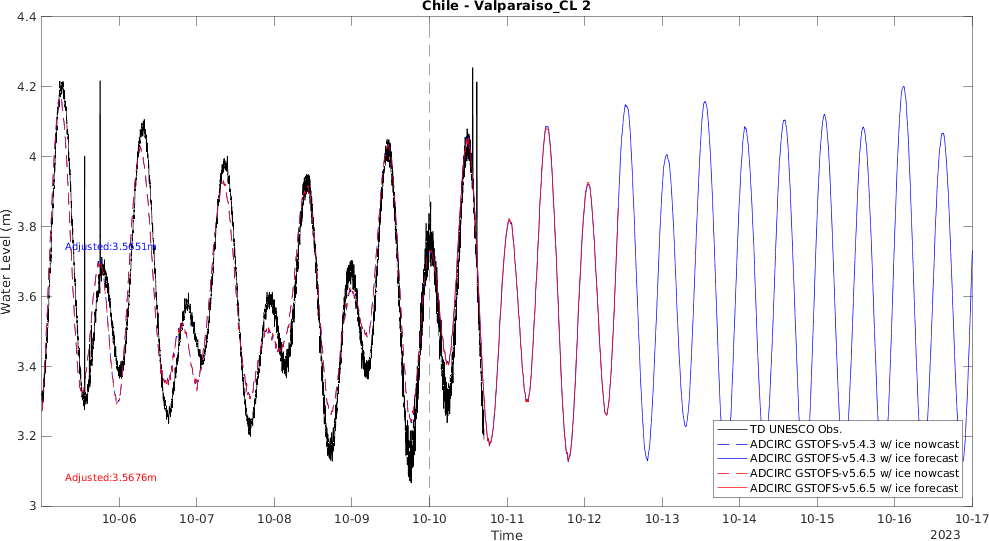 Chile - Valparaiso_CL 2
4.4
4.2
4
3.8
3.6
3.4
3.2
3
Water Level (m)
Adjusted:3.5651m
Adjusted:3.5676m
TD UNESCO Obs.
ADCIRC GSTOFS-v5.4.3 w/ ice nowcast
ADCIRC GSTOFS-v5.4.3 w/ ice forecast
ADCIRC GSTOFS-v5.6.5 w/ ice nowcast
ADCIRC GSTOFS-v5.6.5 w/ ice forecast
10-06 10-07 10-08 10-09 10-10 10-11 10-12 10-13 10-14 10-15 10-16 10-17
Time
2023